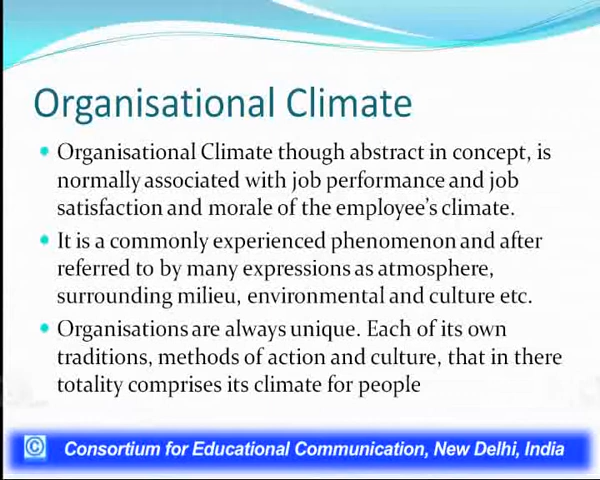 Organisational Climate
Organisational Climate though abstract in concept, is
normally associated with job performance and job
satisfaction and morale of the employee's climate.
It is a commonly experienced phenomenon and after
referred to by many expressions as atmosphere,
surrounding milieu, environmental and culture etc.
Organisations are always unique. Each of its own
traditions, methods of action and culture, that in there
totality comprises its climate for people
© Consortium for Educational Communication, New Delhi, India